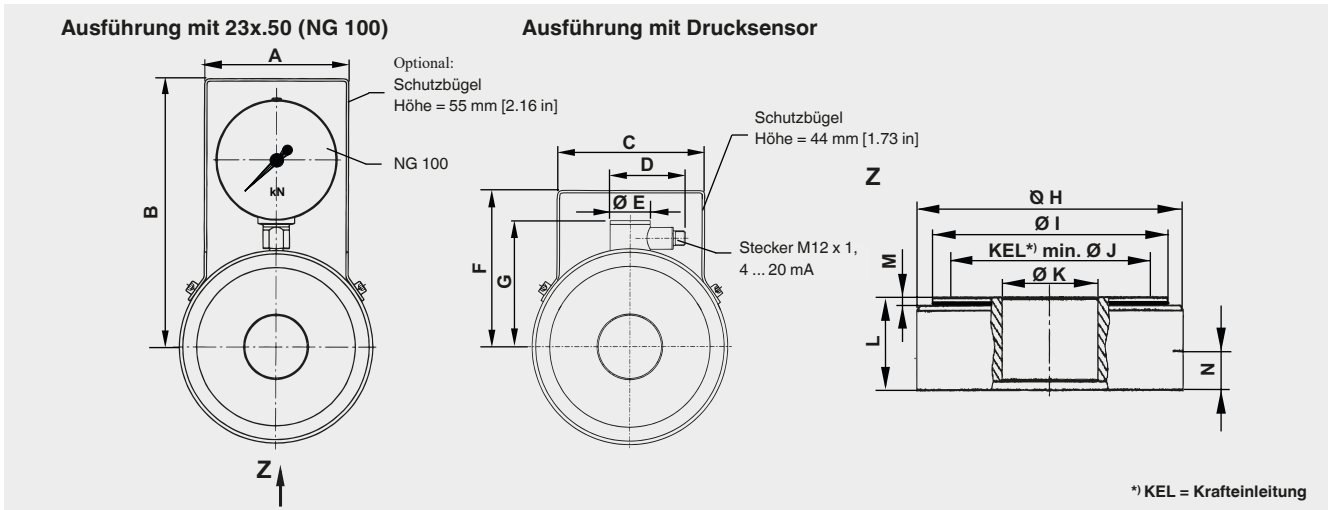 Ausführung mit 23x.50 (NG 100)
Ausführung mit Drucksensor
A
Optional:
Schutzbügel
Höhe = 55 mm [2.16 in]
NG 100
kN
B
Z
Schutzbügel
Höhe = 44 mm [1.73 in]
C
D
Ø E
F
G
Stecker M12 x 1,
4 ... 20 mA
Z
Ø H
Ø I
KEL*) min. Ø J
Ø K
M
L
N
*) KEL = Krafteinleitung